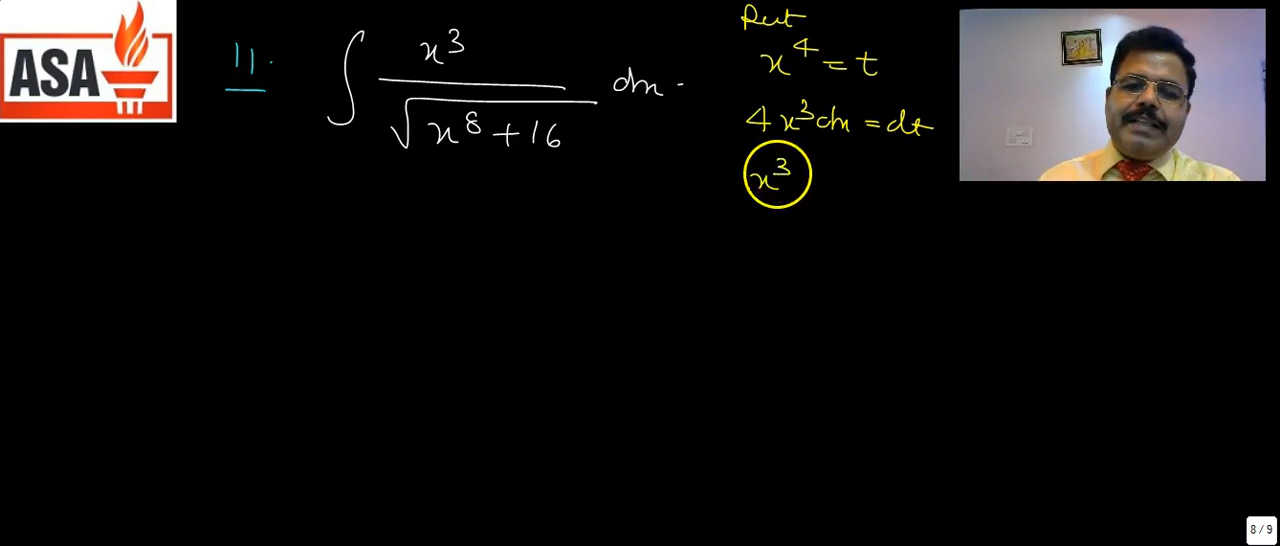 ASA
11. ∫ x³ / √(x⁸ + 16) dx.
Put
x⁴ = t
4x³dx = dt
x³
8/9